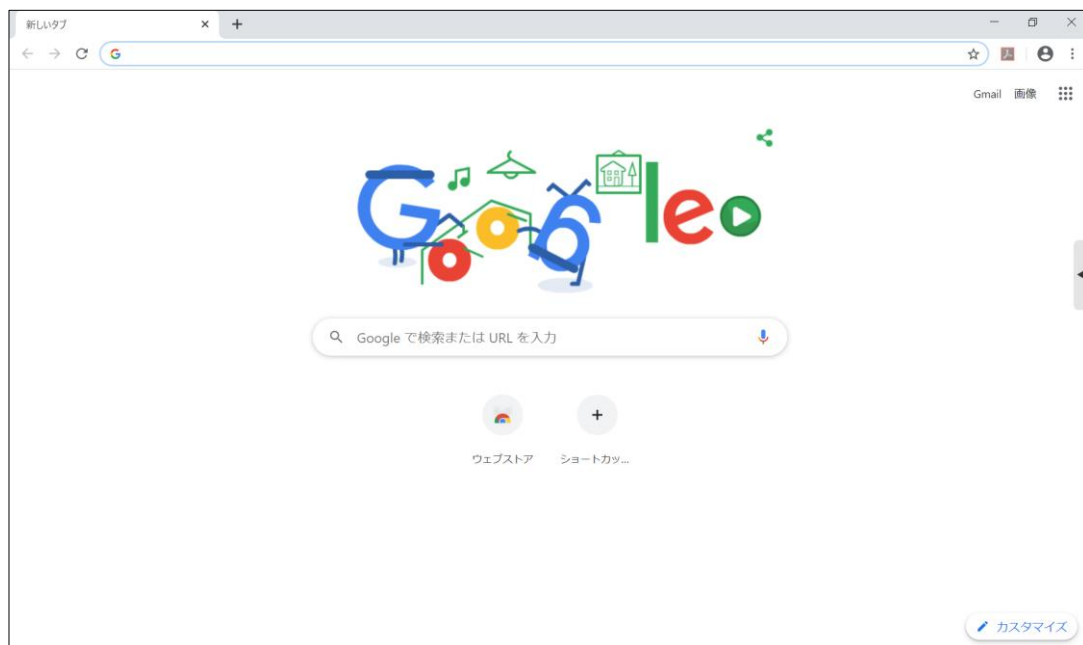 新しいタブ
Gmail 画像
Google
Google で検索または URL を入力
ウェブストア ショートカッ...
カスタマイズ